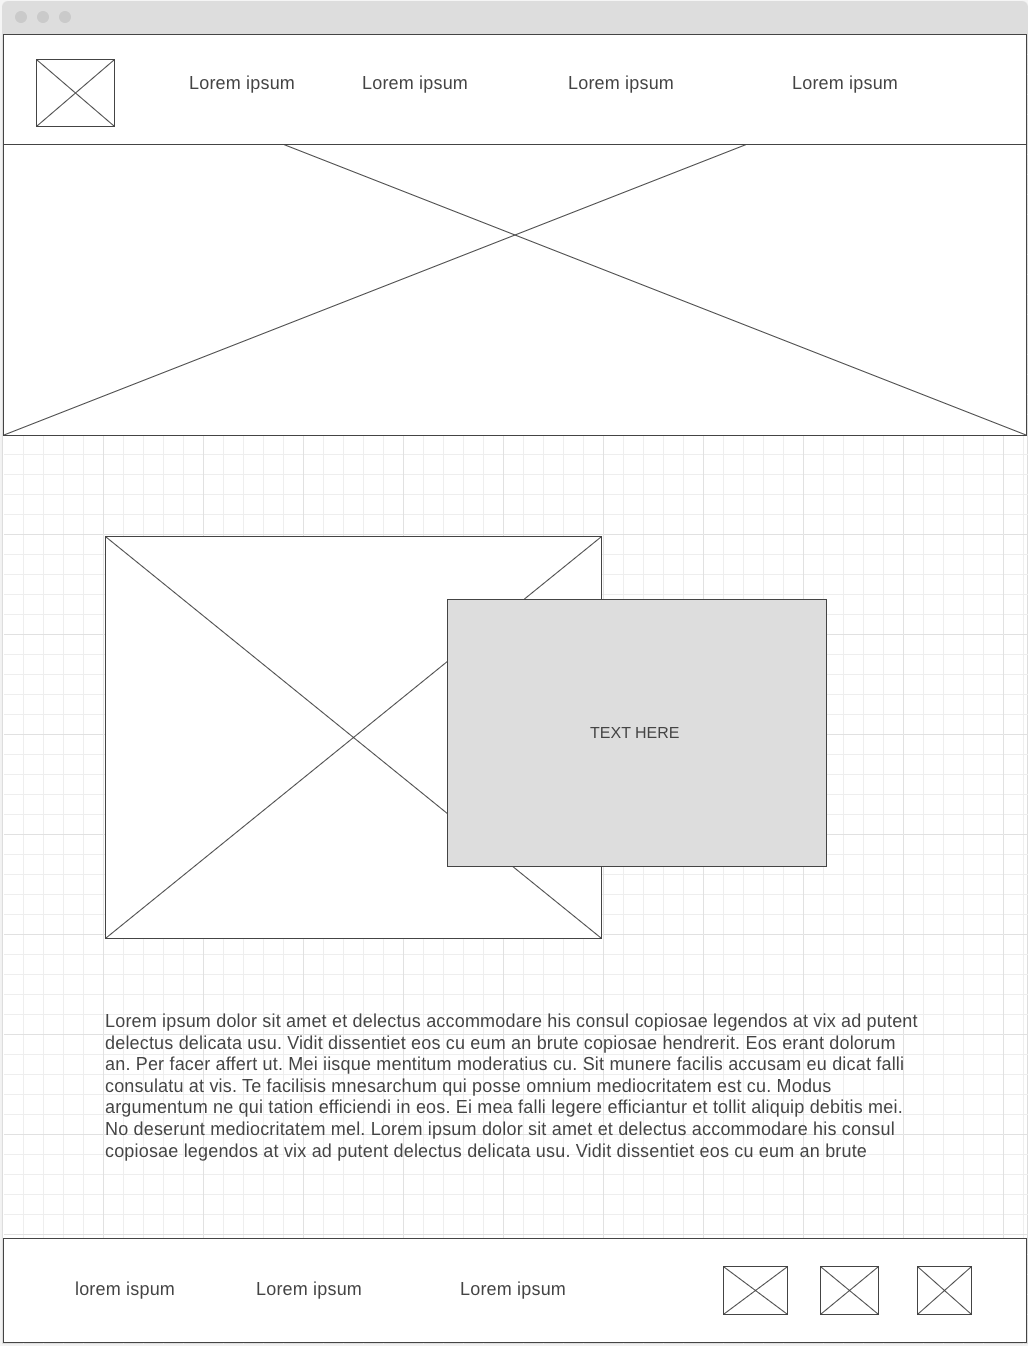 Lorem ipsum Lorem ipsum Lorem ipsum Lorem ipsum
TEXT HERE
Lorem ipsum dolor sit amet et delectus accommodare his consul copiosae legendos at vix ad putent
delectus delicata usu. Vidit dissentiet eos cu eum an brute copiosae hendrerit. Eos erant dolorum
an. Per facer affert ut. Mei iisque mentitum moderatius cu. Sit munere facilis accusam eu dicat falli
consulatu at vis. Te facilisis mnesarchum qui posse omnium mediocritatem est cu. Modus
argumentum ne qui tation efficiendi in eos. Ei mea falli legere efficiantur et tollit aliquip debitis mei.
No deserunt mediocritatem mel. Lorem ipsum dolor sit amet et delectus accommodare his consul
copiosae legendos at vix ad putent delectus delicata usu. Vidit dissentiet eos cu eum an brute
lorem ispum Lorem ipsum Lorem ipsum